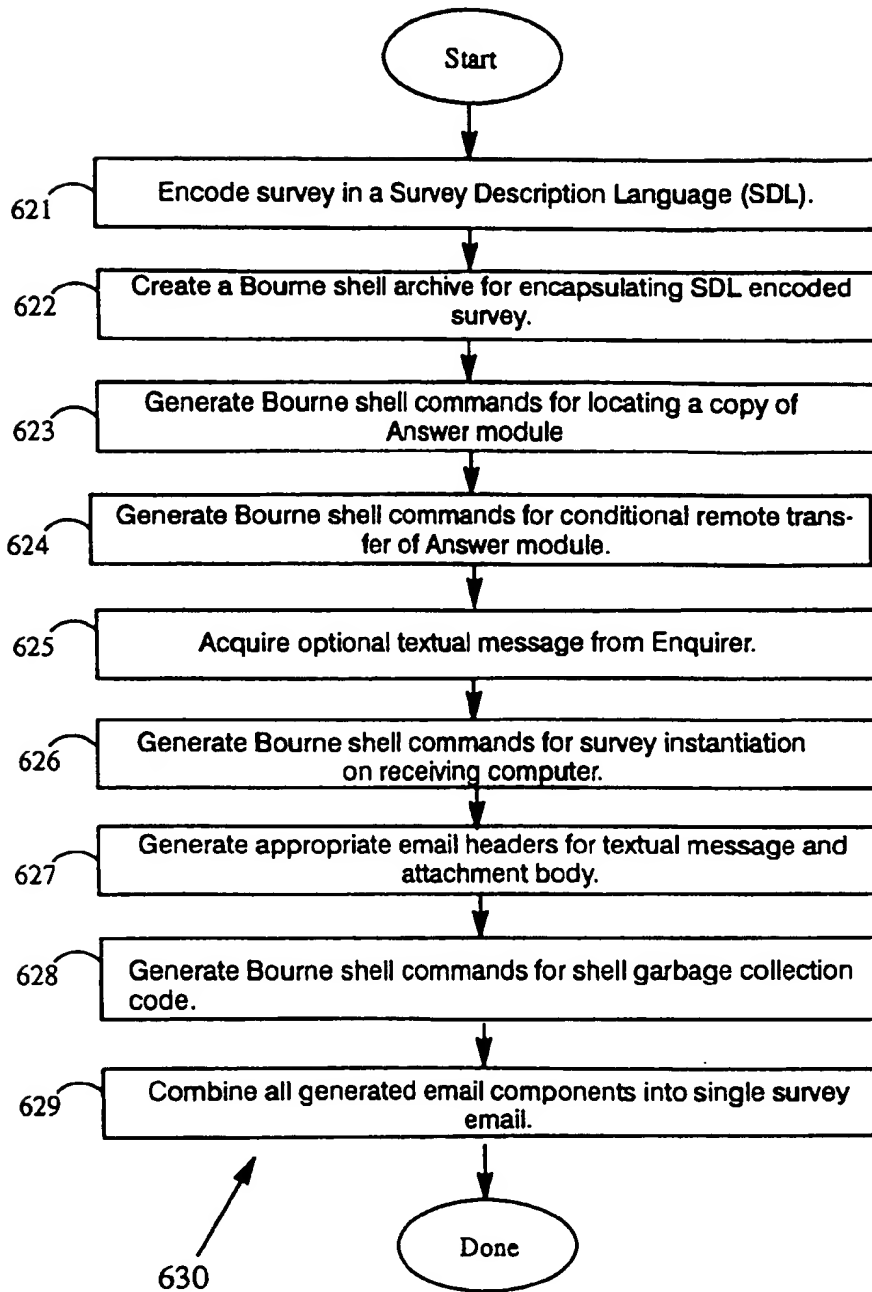 Start
621
Encode survey in a Survey Description Language (SDL).
622
Create a Bourne shell archive for encapsulating SDL encoded
survey.
623
Generate Bourne shell commands for locating a copy of
Answer module
624
Generate Bourne shell commands for conditional remote trans-
fer of Answer module.
625
Acquire optional textual message from Enquirer.
626
Generate Bourne shell commands for survey instantiation
on receiving computer.
627
Generate appropriate email headers for textual message and
attachment body.
628
Generate Bourne shell commands for shell garbage collection
code.
629
Combine all generated email components into single survey
email.
630
Done